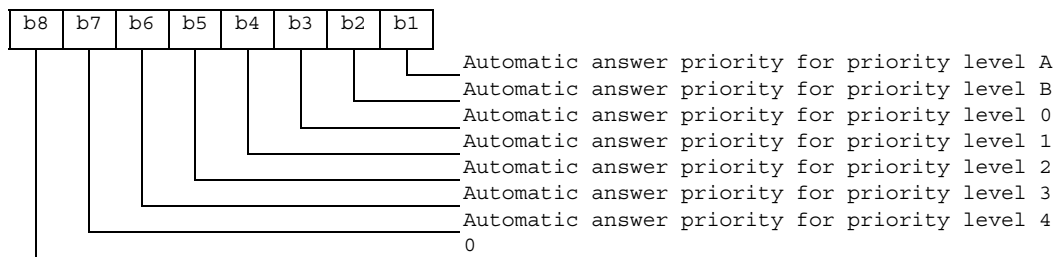 b8 b7 b6 b5 b4 b3 b2 b1
Automatic answer priority for priority level A
Automatic answer priority for priority level B
Automatic answer priority for priority level 0
Automatic answer priority for priority level 1
Automatic answer priority for priority level 2
Automatic answer priority for priority level 3
Automatic answer priority for priority level 4
0